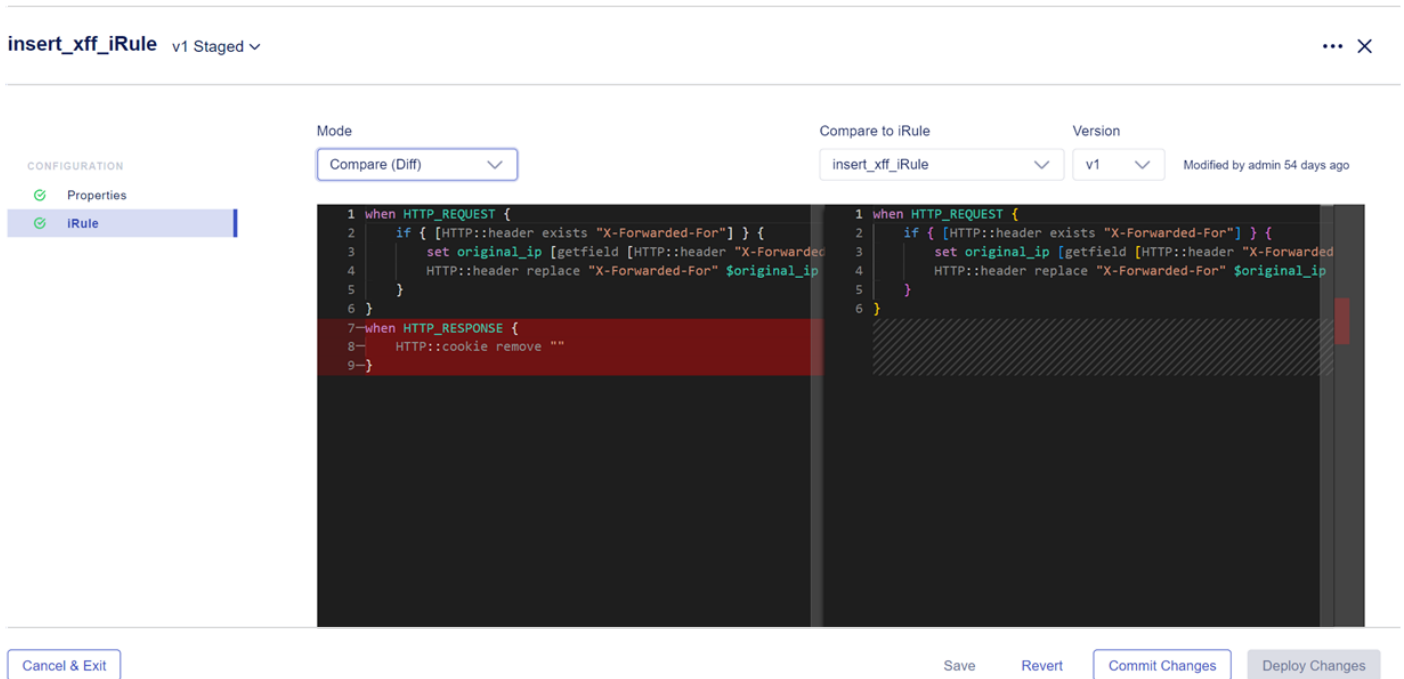 insert_xff_iRule v1 Staged
Mode
Compare to iRule Version
CONFIGURATION
Compare (Diff) insert_xff_iRule v1 Modified by admin 54 days ago
Properties
iRule
1 when HTTP_REQUEST {
2 if { [HTTP::header exists "X-Forwarded-For"] } {
3 set original_ip [getfield [HTTP::header "X-Forwarded
4 HTTP::header replace "X-Forwarded-For" $original_ip
5 }
6 }
7—when HTTP_RESPONSE {
8— HTTP::cookie remove ""
9—}
1 when HTTP_REQUEST {
2 if { [HTTP::header exists "X-Forwarded-For"] } {
3 set original_ip [getfield [HTTP::header "X-Forwarded
4 HTTP::header replace "X-Forwarded-For" $original_ip
5 }
6 }
Cancel & Exit Save Revert Commit Changes Deploy Changes